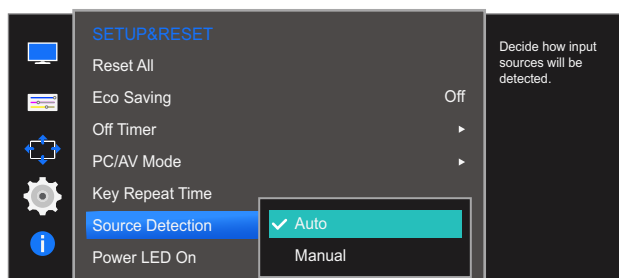 SETUP&RESET
Reset All
Eco Saving Off
Off Timer
PC/AV Mode
Key Repeat Time
Source Detection
Auto
Manual
Power LED On
Decide how input
sources will be
detected.